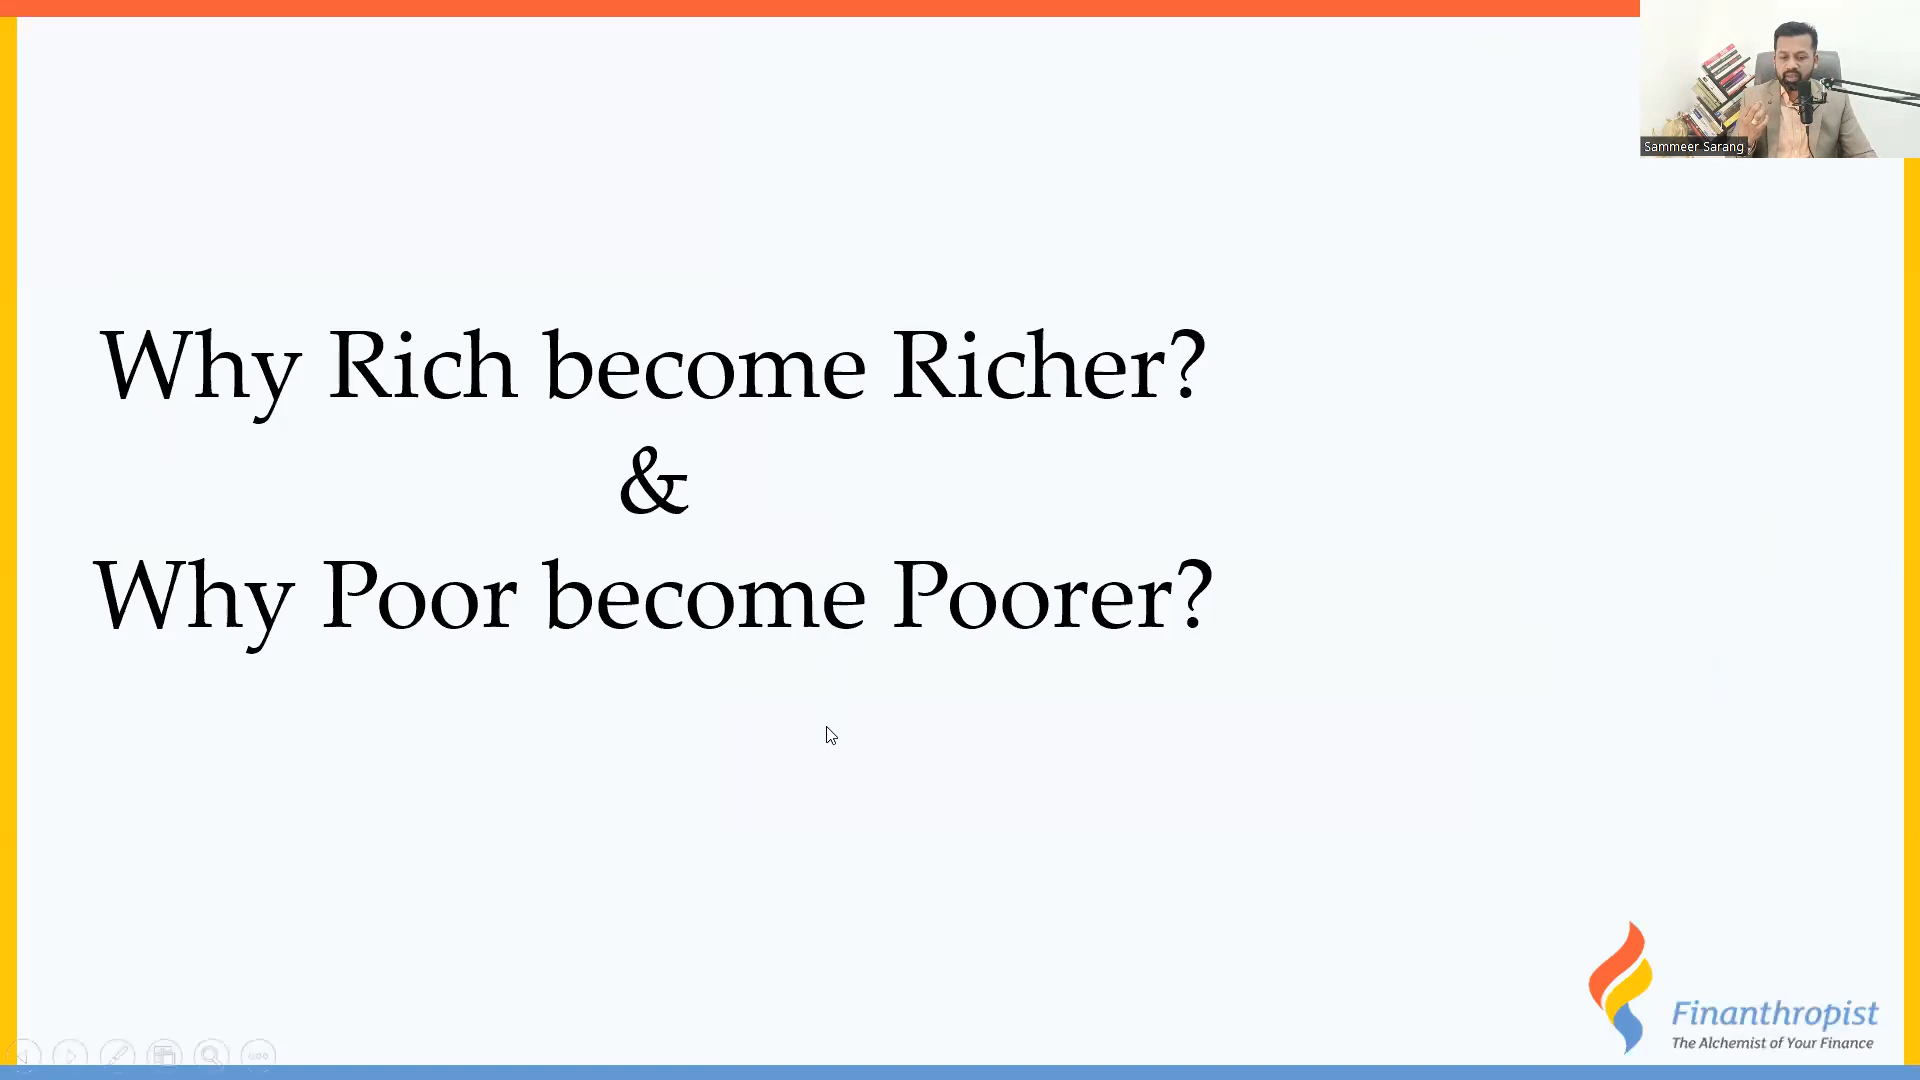 Sammeer Sarang
Why Rich become Richer?
&
Why Poor become Poorer?
Finanthropist
The Alchemist of Your Finance